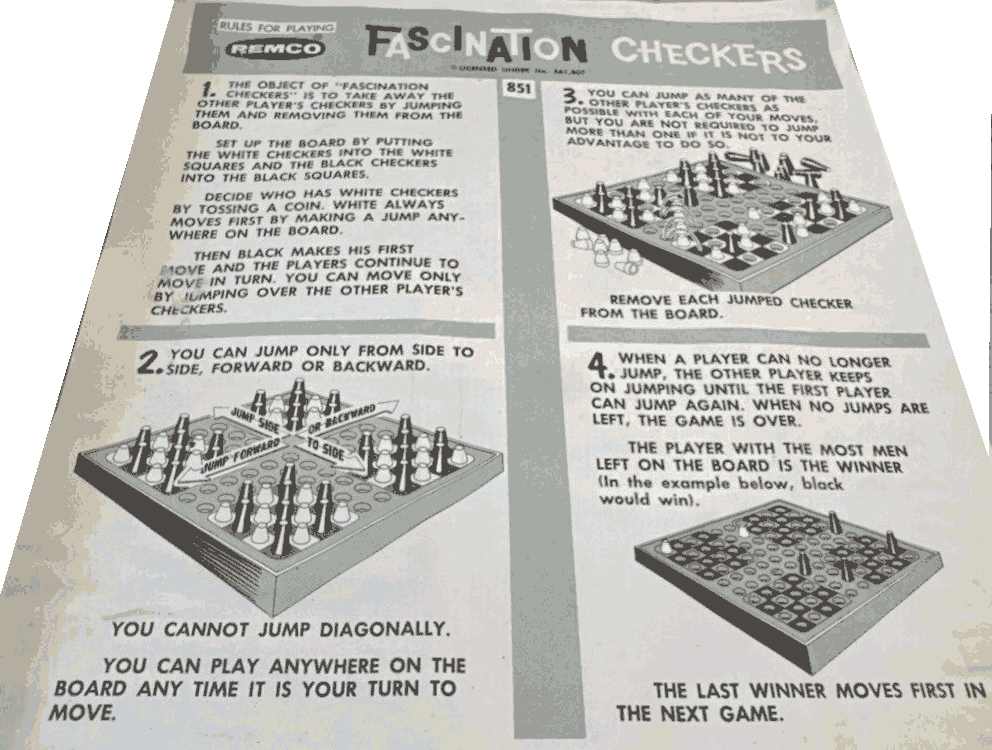 RULES FOR PLAYING
REMCO
FASCINATION CHECKERS
© LICENSED UNDER No. 561,807
851
1. THE OBJECT OF "FASCINATION
CHECKERS" IS TO TAKE AWAY THE
OTHER PLAYER'S CHECKERS BY JUMPING
THEM AND REMOVING THEM FROM THE
BOARD.
SET UP THE BOARD BY PUTTING
THE WHITE CHECKERS INTO THE WHITE
SQUARES AND THE BLACK CHECKERS
INTO THE BLACK SQUARES.
DECIDE WHO HAS WHITE CHECKERS
BY TOSSING A COIN. WHITE ALWAYS
MOVES FIRST BY MAKING A JUMP ANY-
WHERE ON THE BOARD.
THEN BLACK MAKES HIS FIRST
MOVE AND THE PLAYERS CONTINUE TO
MOVE IN TURN. YOU CAN MOVE ONLY
BY JUMPING OVER THE OTHER PLAYER'S
CHECKERS.
2. YOU CAN JUMP ONLY FROM SIDE TO
SIDE, FORWARD OR BACKWARD.
JUMP SIDE OR BACKWARD
JUMP FORWARD TO SIDE
YOU CANNOT JUMP DIAGONALLY.
YOU CAN PLAY ANYWHERE ON THE
BOARD ANY TIME IT IS YOUR TURN TO
MOVE.
3. YOU CAN JUMP AS MANY OF THE
OTHER PLAYER'S CHECKERS AS
POSSIBLE WITH EACH OF YOUR MOVES,
BUT YOU ARE NOT REQUIRED TO JUMP
MORE THAN ONE IF IT IS NOT TO YOUR
ADVANTAGE TO DO SO.
REMOVE EACH JUMPED CHECKER
FROM THE BOARD.
4. WHEN A PLAYER CAN NO LONGER
JUMP, THE OTHER PLAYER KEEPS
ON JUMPING UNTIL THE FIRST PLAYER
CAN JUMP AGAIN. WHEN NO JUMPS ARE
LEFT, THE GAME IS OVER.
THE PLAYER WITH THE MOST MEN
LEFT ON THE BOARD IS THE WINNER
(In the example below, black
would win).
THE LAST WINNER MOVES FIRST IN
THE NEXT GAME.